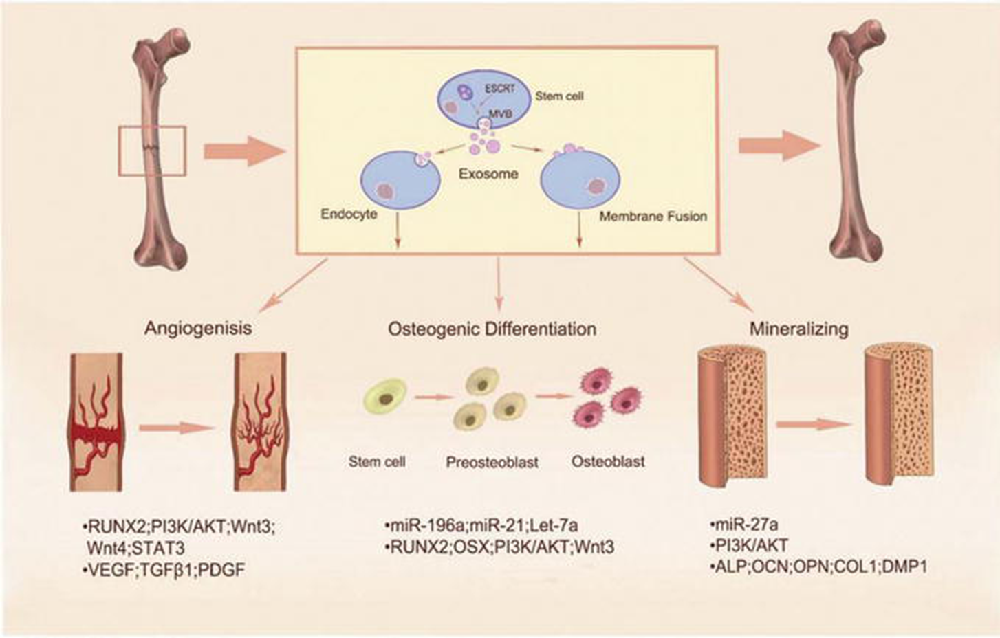 ESCRT
Stem cell
MVB
Exosome
Endocyte
Membrane Fusion
Angiogenisis
Osteogenic Differentiation
Mineralizing
Stem cell
Preosteoblast
Osteoblast
•RUNX2;PI3K/AKT;Wnt3;
Wnt4;STAT3
•VEGF;TGFβ1;PDGF
•miR-196a;miR-21;Let-7a
•RUNX2;OSX;PI3K/AKT;Wnt3
•miR-27a
•PI3K/AKT
•ALP;OCN;OPN;COL1;DMP1